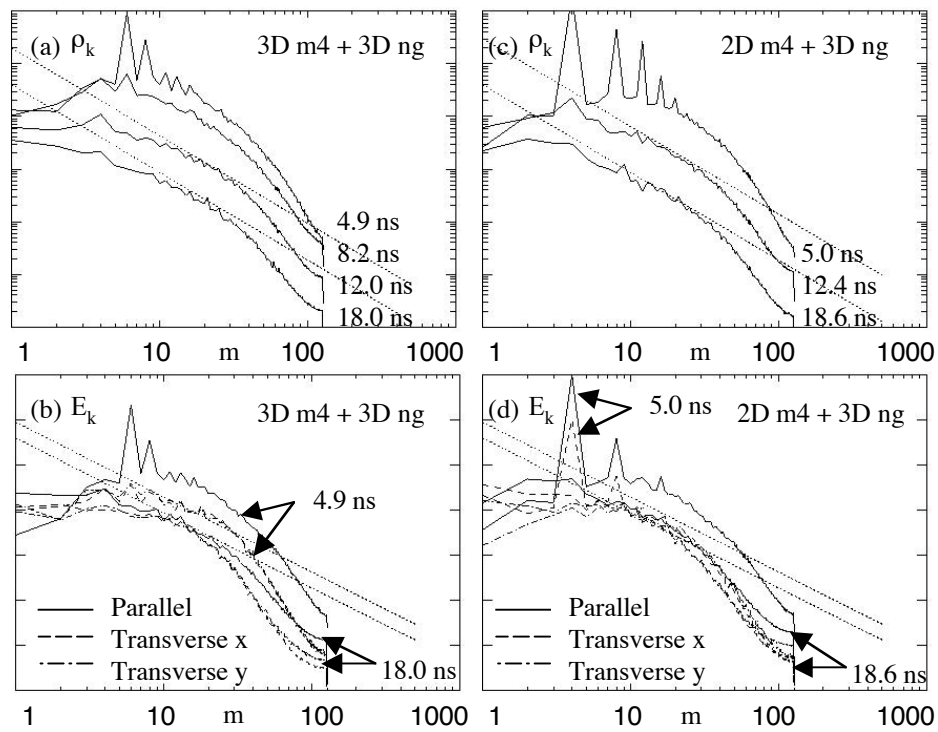 (a) ρk 3D m4 + 3D ng
4.9 ns
8.2 ns
12.0 ns
18.0 ns
1 10 m 100 1000
(c) ρk 2D m4 + 3D ng
5.0 ns
12.4 ns
18.6 ns
1 10 m 100 1000
(b) Ek 3D m4 + 3D ng
4.9 ns
Parallel
Transverse x
Transverse y
18.0 ns
1 10 m 100 1000
(d) Ek 2D m4 + 3D ng
5.0 ns
Parallel
Transverse x
Transverse y
18.6 ns
1 10 m 100 1000